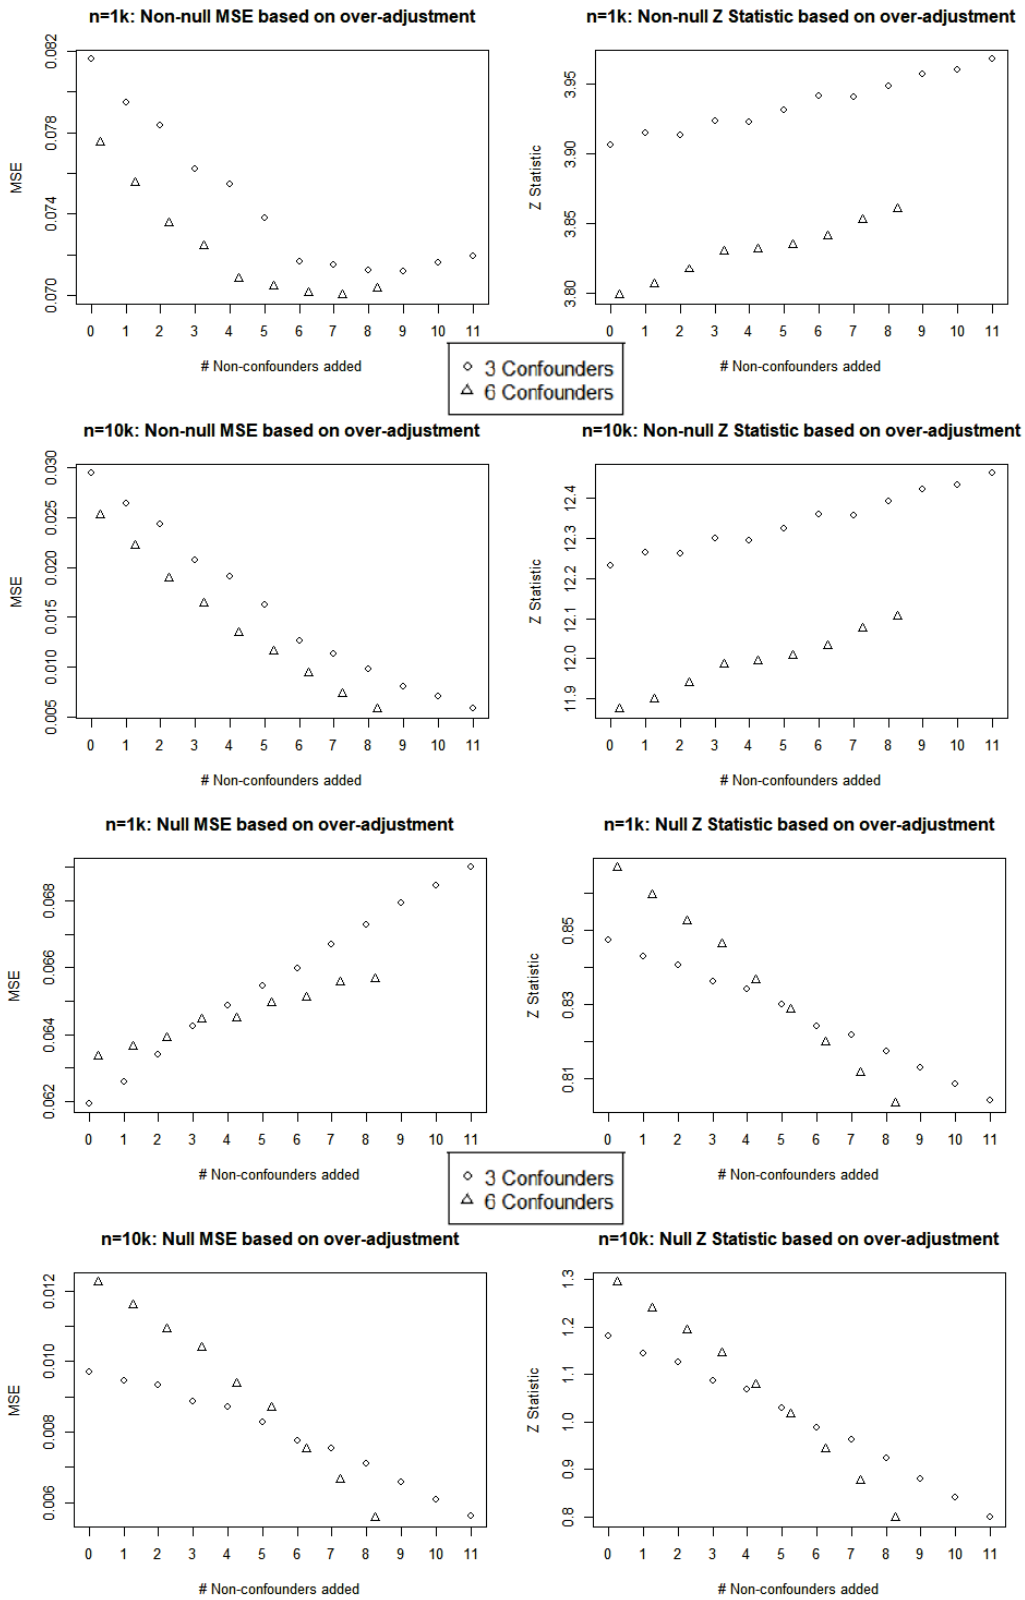 n=1k: Non-null MSE based on over-adjustment
n=1k: Non-null Z Statistic based on over-adjustment
MSE
0.082
0.078
0.074
0.070
0 1 2 3 4 5 6 7 8 9 10 11
# Non-confounders added
Z Statistic
3.95
3.90
3.85
3.80
0 1 2 3 4 5 6 7 8 9 10 11
# Non-confounders added
3 Confounders
6 Confounders
n=10k: Non-null MSE based on over-adjustment
n=10k: Non-null Z Statistic based on over-adjustment
MSE
0.030
0.025
0.020
0.015
0.010
0.005
0 1 2 3 4 5 6 7 8 9 10 11
# Non-confounders added
Z Statistic
12.4
12.3
12.2
12.1
12.0
11.9
0 1 2 3 4 5 6 7 8 9 10 11
# Non-confounders added
n=1k: Null MSE based on over-adjustment
n=1k: Null Z Statistic based on over-adjustment
MSE
0.068
0.066
0.064
0.062
0 1 2 3 4 5 6 7 8 9 10 11
# Non-confounders added
Z Statistic
0.85
0.83
0.81
0 1 2 3 4 5 6 7 8 9 10 11
# Non-confounders added
3 Confounders
6 Confounders
n=10k: Null MSE based on over-adjustment
n=10k: Null Z Statistic based on over-adjustment
MSE
0.012
0.010
0.008
0.006
0 1 2 3 4 5 6 7 8 9 10 11
# Non-confounders added
Z Statistic
1.3
1.2
1.1
1.0
0.9
0.8
0 1 2 3 4 5 6 7 8 9 10 11
# Non-confounders added